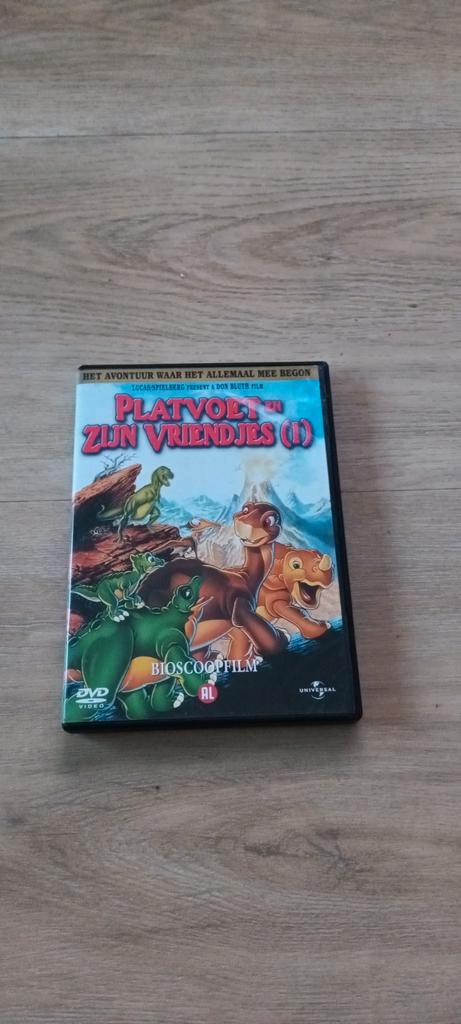 HET AVONTUUR WAAR HET ALLEMAAL MEE BEGON
LUCAS/SPIELBERG PRESENT A DON BLUTH FILM
PLATVOET EN
ZIJN VRIENDJES (1)
BIOSCOOPFILM
DVD
VIDEO
AL
UNIVERSAL